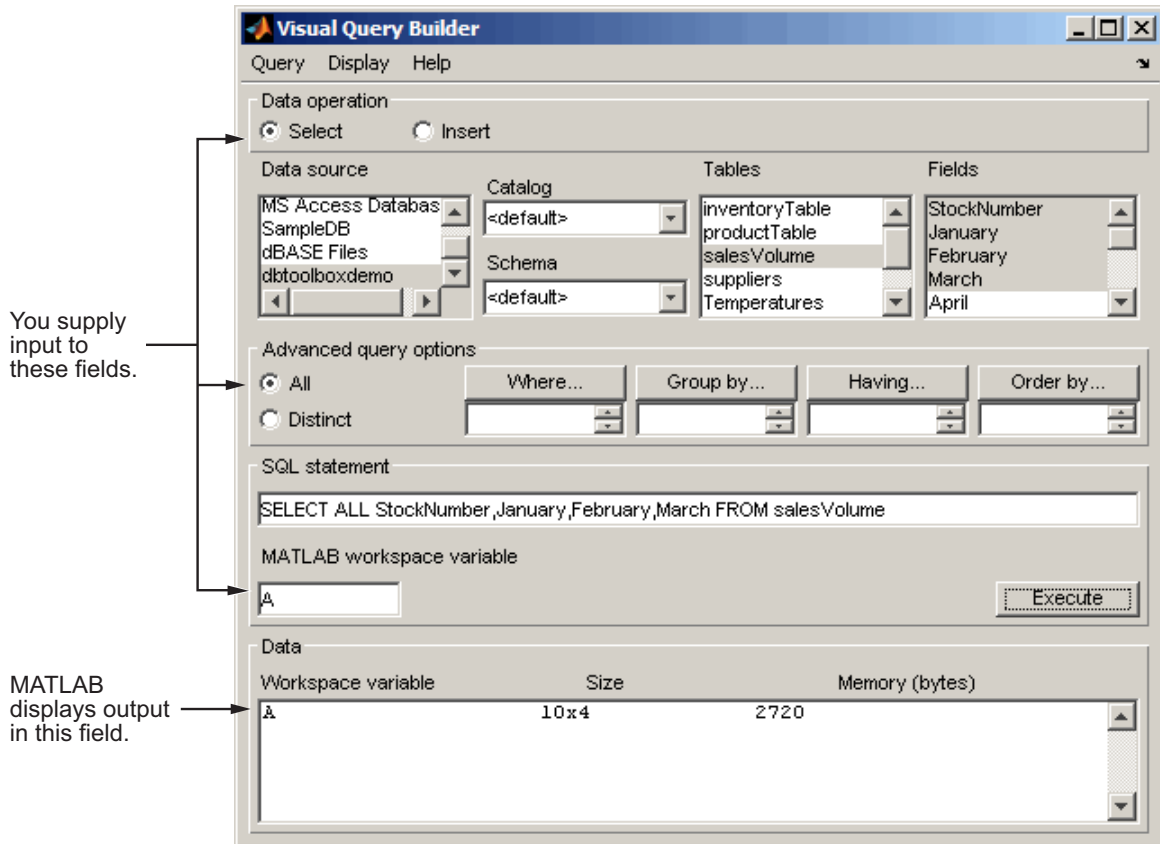 Visual Query Builder
Query Display Help
Data operation
Select Insert
Data source
Catalog
Tables
Fields
MS Access Databas
SampleDB
dBASE Files
dbtoolboxdemo
<default>
Schema
<default>
inventoryTable
productTable
salesVolume
suppliers
Temperatures
StockNumber
January
February
March
April
You supply
input to
these fields.
Advanced query options
All
Distinct
Where... Group by... Having... Order by...
SQL statement
SELECT ALL StockNumber,January,February,March FROM salesVolume
MATLAB workspace variable
A
Execute
Data
Workspace variable Size Memory (bytes)
A 10x4 2720
MATLAB
displays output
in this field.